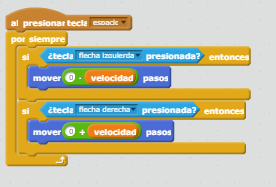 al presionar tecla espacio
por siempre
si ¿tecla flecha izquierda presionada? entonces
mover 0 - velocidad pasos
si ¿tecla flecha derecha presionada? entonces
mover 0 + velocidad pasos